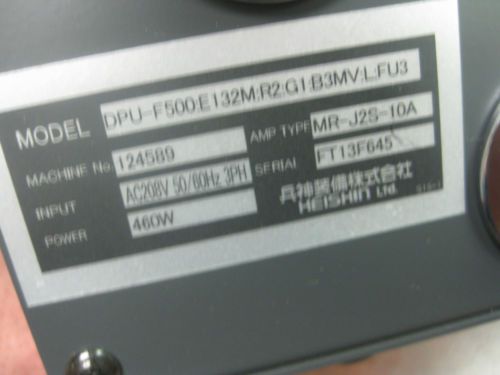 MODEL DPU-F500;E132M;R2;G1;B3MV;L;FU3
MACHINE No 124589 AMP TYPE MR-J2S-10A
INPUT AC208V 50/60Hz 3PH SERIAL FT13F645
POWER 460W 兵神装備株式会社
HEISHIN Ltd.